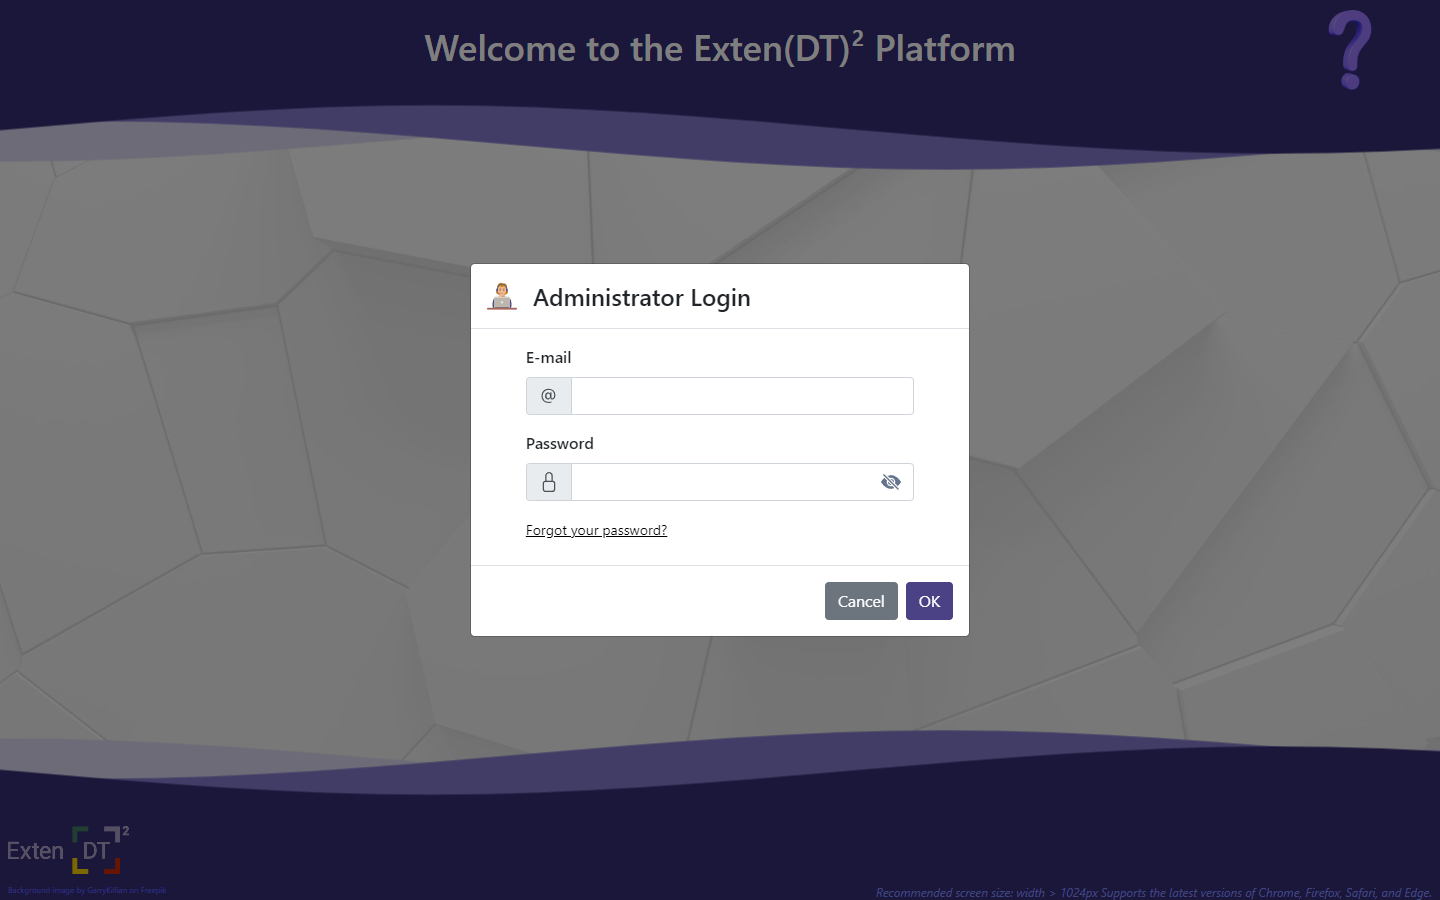 Welcome to the Exten(DT)² Platform
Administrator Login
E-mail
@
Password
Forgot your password?
Cancel OK
Exten DT 2
Background image by GarryKillian on Freepik
Recommended screen size: width > 1024px Supports the latest versions of Chrome, Firefox, Safari, and Edge.